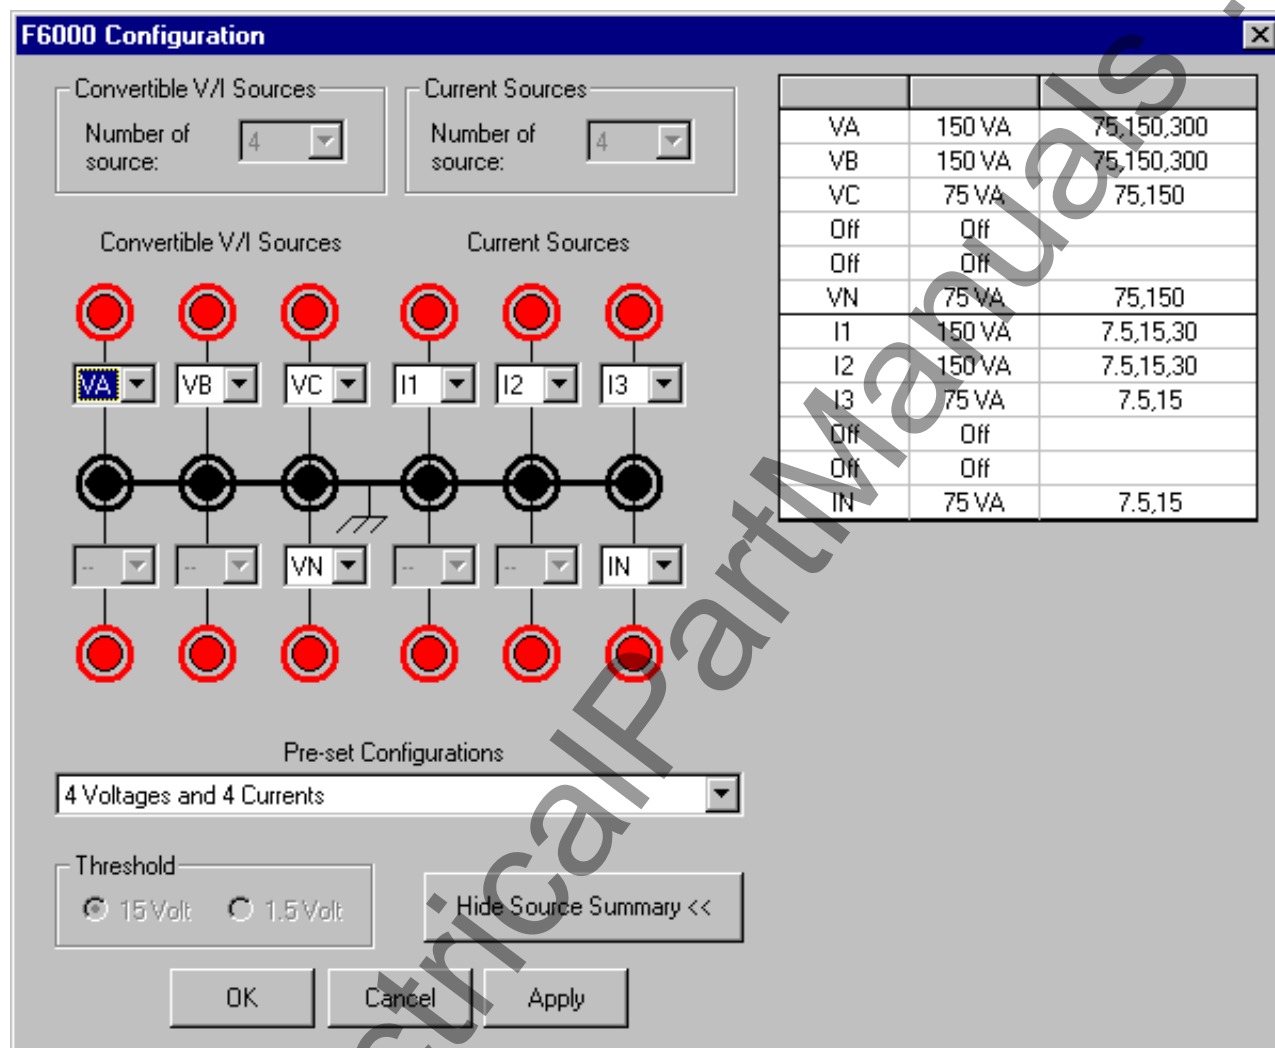 F6000 Configuration
Convertible V/I Sources
Number of
source:
4
Current Sources
Number of
source:
4
Convertible V/I Sources
Current Sources
VA
VB
VC
I1
I2
I3
--
--
VN
--
--
IN
Pre-set Configurations
4 Voltages and 4 Currents
Threshold
15 Volt
1.5 Volt
Hide Source Summary <<
OK
Cancel
Apply
VA 150 VA 75,150,300
VB 150 VA 75,150,300
VC 75 VA 75,150
Off Off
Off Off
VN 75 VA 75,150
I1 150 VA 7.5,15,30
I2 150 VA 7.5,15,30
I3 75 VA 7.5,15
Off Off
Off Off
IN 75 VA 7.5,15
ctricalPartManuals.